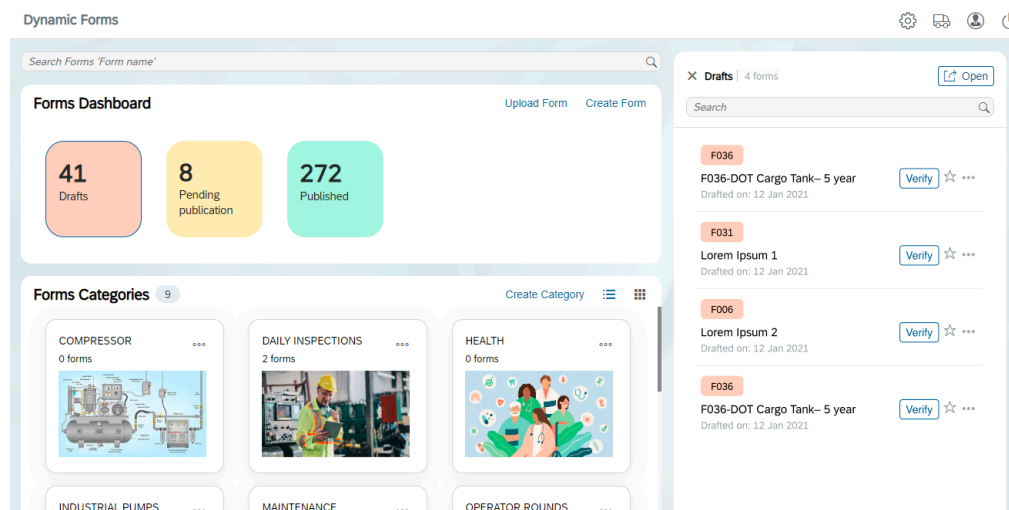 Dynamic Forms
Search Forms 'Form name'
Forms Dashboard
Upload Form
Create Form
41
Drafts
8
Pending
publication
272
Published
Forms Categories 9
Create Category
COMPRESSOR
0 forms
DAILY INSPECTIONS
2 forms
HEALTH
0 forms
INDUSTRIAL PUMPS
MAINTENANCE
OPERATOR ROUNDS
Drafts 4 forms
Open
Search
F036
F036-DOT Cargo Tank– 5 year
Drafted on: 12 Jan 2021
Verify
F031
Lorem Ipsum 1
Drafted on: 12 Jan 2021
Verify
F006
Lorem Ipsum 2
Drafted on: 12 Jan 2021
Verify
F036
F036-DOT Cargo Tank– 5 year
Drafted on: 12 Jan 2021
Verify